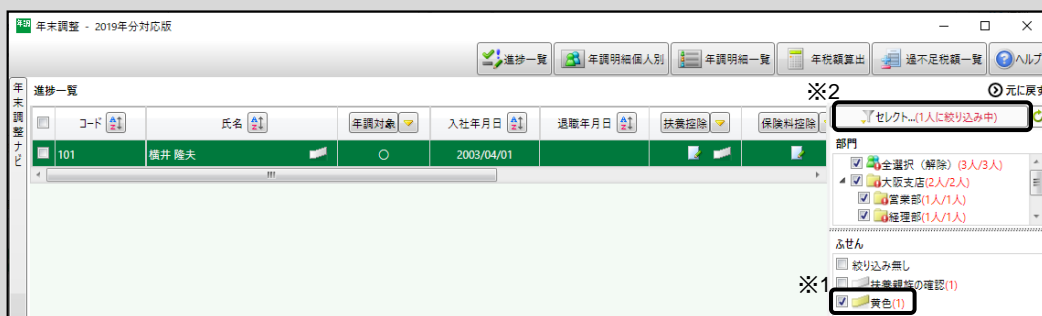 年調 年末調整 - 2019年分対応版
進捗一覧 年調明細個人別 年調明細一覧 年税額算出 過不足税額一覧 ヘルプ
年末調整ナビ
進捗一覧
元に戻す
※2
コード 氏名 年調対象 入社年月日 退職年月日 扶養控除 保険料控除
セレクト...(1人に絞り込み中)
101 横井 隆夫 ○ 2003/04/01
部門
全選択（解除）(3人/3人)
大阪支店(2人/2人)
営業部(1人/1人)
経理部(1人/1人)
ふせん
絞り込み無し
扶養親族の確認(1)
※1
黄色(1)